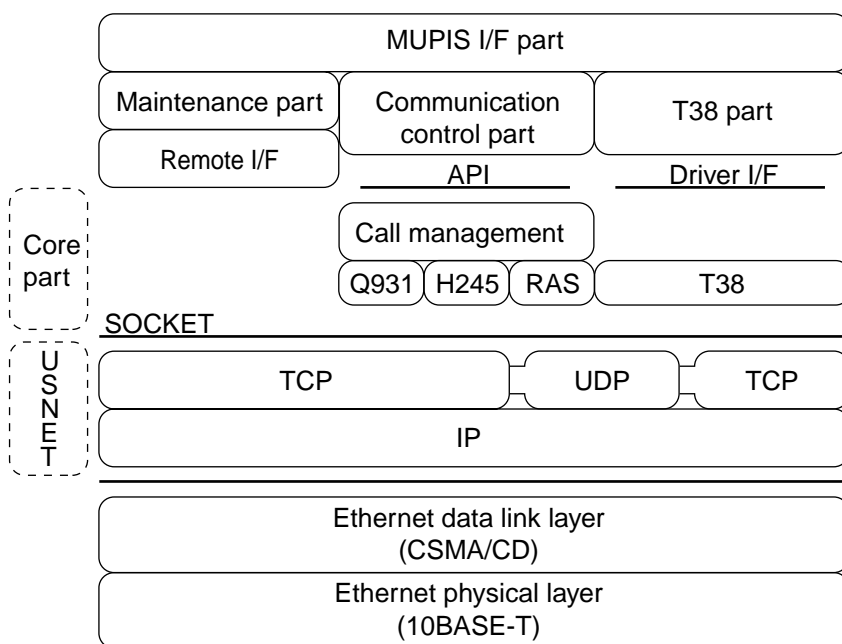 MUPIS I/F part
Maintenance part
Communication
control part
T38 part
Remote I/F
API
Driver I/F
Core
part
Call management
Q931
H245
RAS
T38
SOCKET
U
S
N
E
T
TCP
UDP
TCP
IP
Ethernet data link layer
(CSMA/CD)
Ethernet physical layer
(10BASE-T)